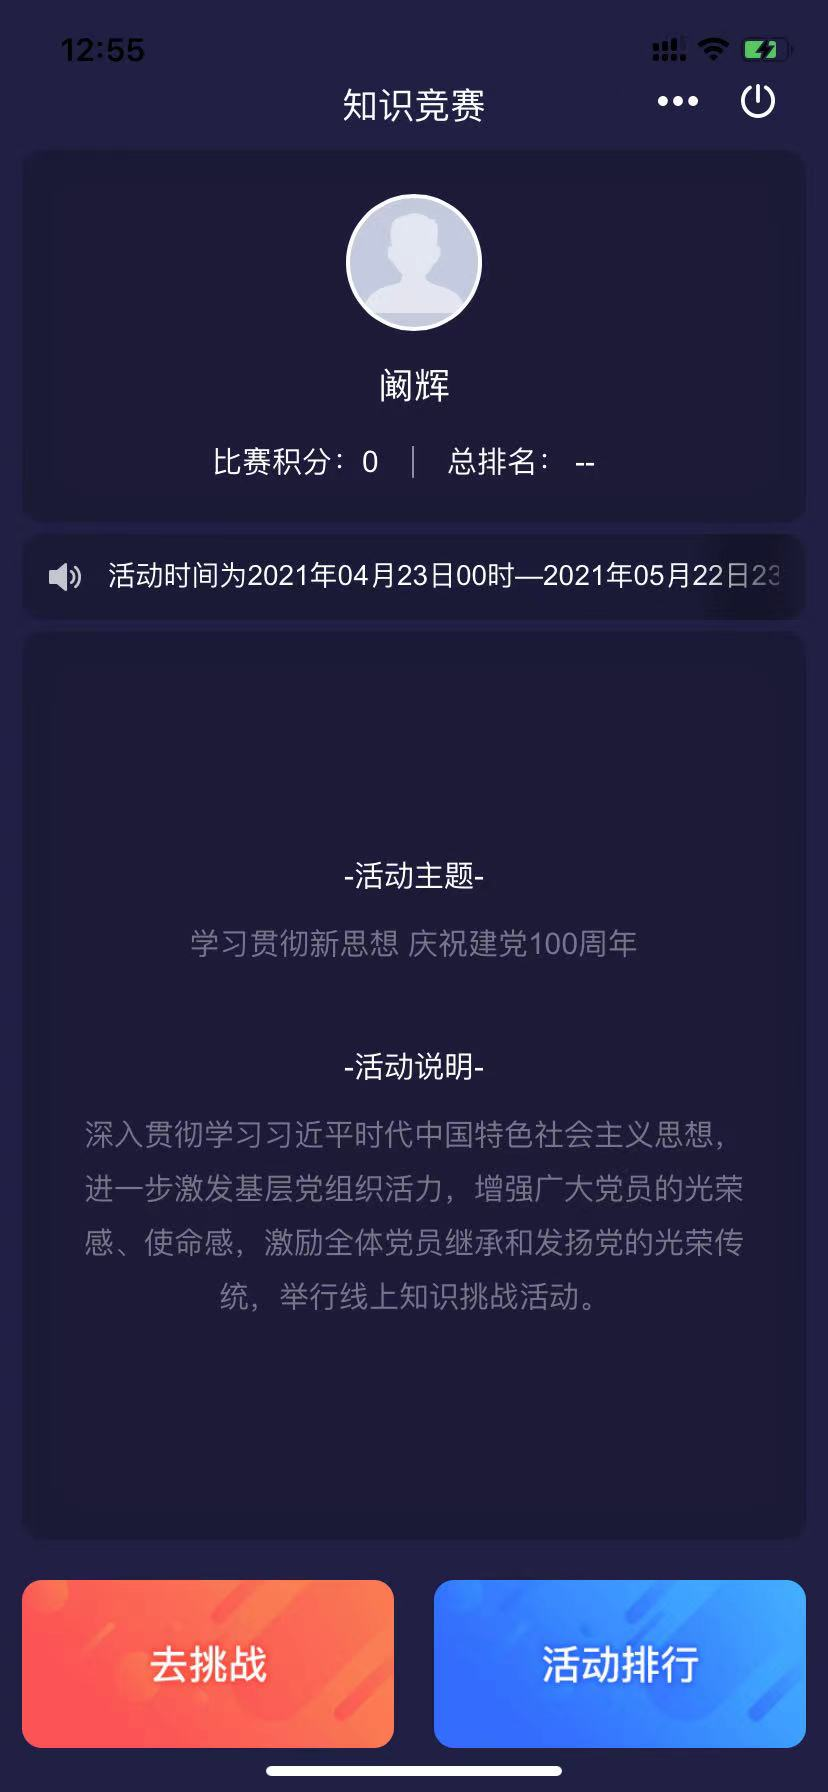 12:55
知识竞赛
阚辉
比赛积分：0 | 总排名： --
活动时间为2021年04月23日00时—2021年05月22日23
-活动主题-
学习贯彻新思想 庆祝建党100周年
-活动说明-
深入贯彻学习习近平时代中国特色社会主义思想，
进一步激发基层党组织活力，增强广大党员的光荣
感、使命感，激励全体党员继承和发扬党的光荣传
统，举行线上知识挑战活动。
去挑战
活动排行